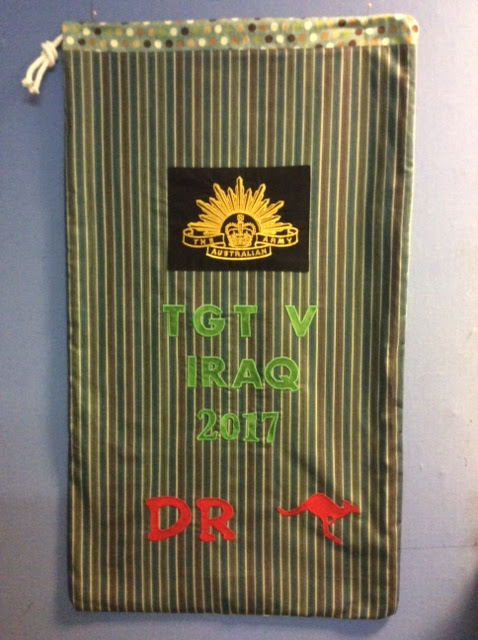 THE ARMY
AUSTRALIAN
TGT V
IRAQ
2017
DR